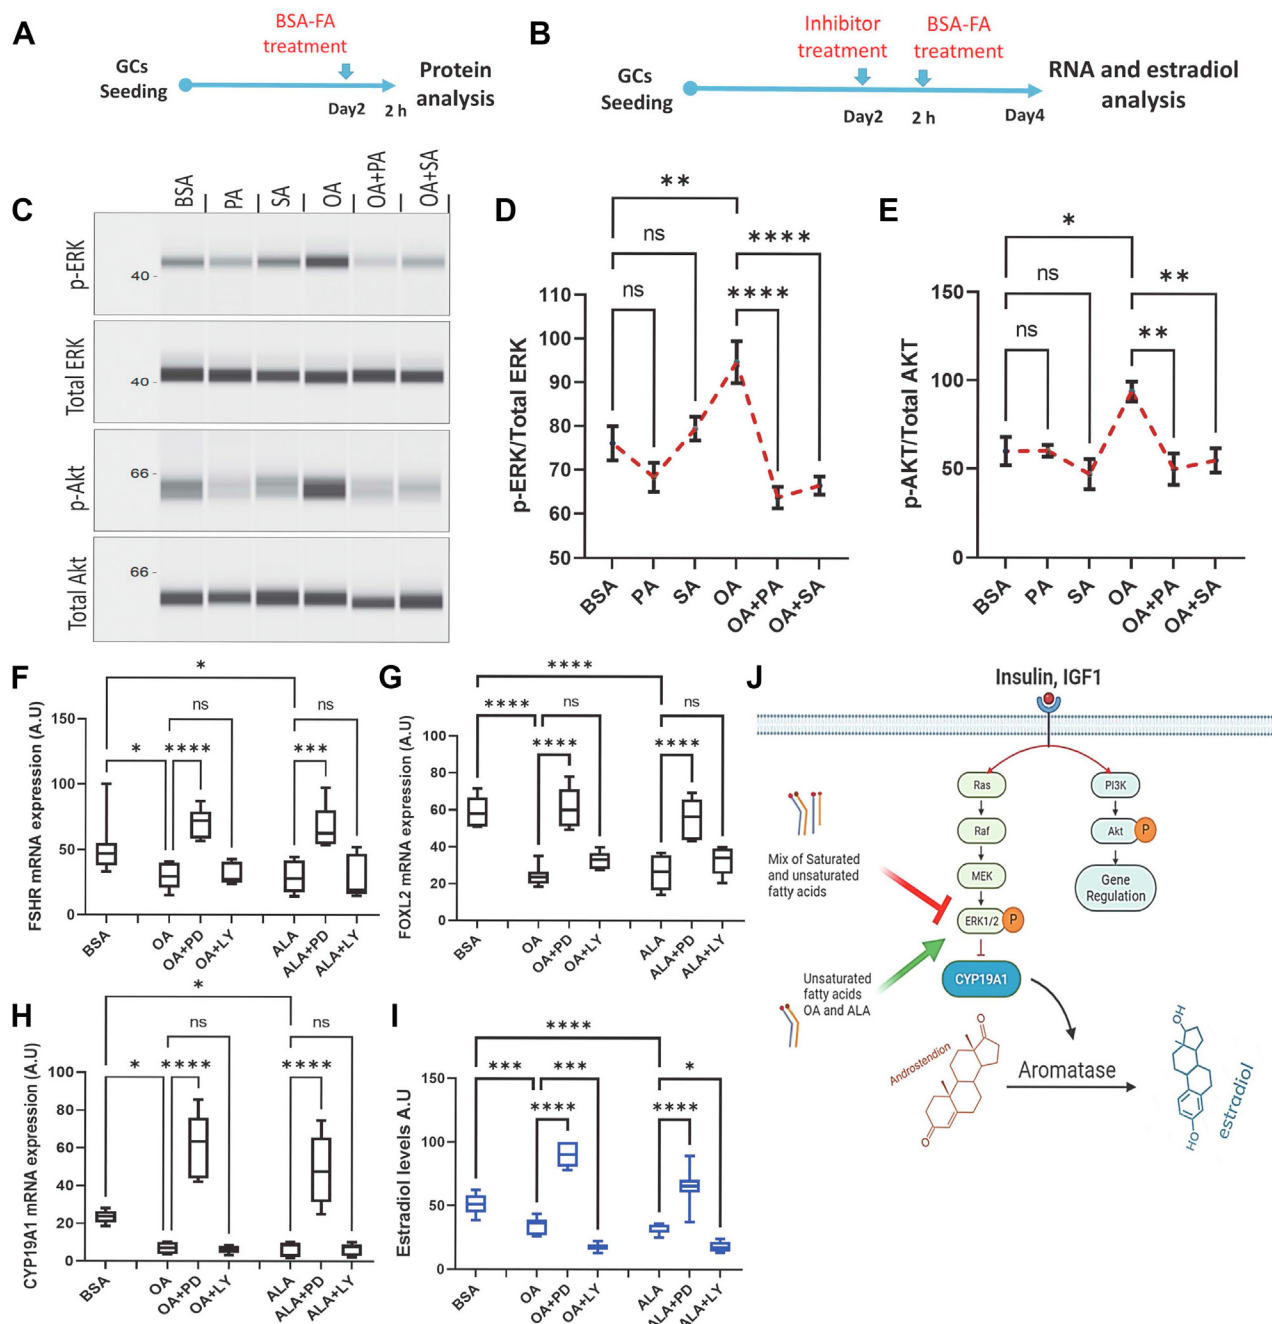 A
BSA-FA
treatment
GCs
Seeding
Day2
2 h
Protein
analysis
B
Inhibitor
treatment
BSA-FA
treatment
GCs
Seeding
Day2
2 h
Day4
RNA and estradiol
analysis
C
BSA
PA
SA
OA
OA+PA
OA+SA
p-ERK
40 -
Total ERK
40 -
p-Akt
66 -
Total Akt
66 -
D
**
ns
****
ns
****
p-ERK/Total ERK
110
100
90
80
70
60
50
BSA
PA
SA
OA
OA+PA
OA+SA
E
*
ns
**
ns
**
p-AKT/Total AKT
150
100
50
0
BSA
PA
SA
OA
OA+PA
OA+SA
F
*
ns
ns
*
****
***
FSHR mRNA expression (A.U)
150
100
50
0
BSA
OA
OA+PD
OA+LY
ALA
ALA+PD
ALA+LY
G
****
****
ns
ns
****
****
FOXL2 mRNA expression (A.U)
100
80
60
40
20
0
BSA
OA
OA+PD
OA+LY
ALA
ALA+PD
ALA+LY
H
*
ns
ns
*
****
****
CYP19A1 mRNA expression (A.U)
100
80
60
40
20
0
BSA
OA
OA+PD
OA+LY
ALA
ALA+PD
ALA+LY
I
****
***
***
*
****
****
Estradiol levels A.U
150
100
50
0
BSA
OA
OA+PD
OA+LY
ALA
ALA+PD
ALA+LY
J
Insulin, IGF1
Ras
PI3K
Raf
Akt
P
MEK
Gene
Regulation
ERK1/2
P
CYP19A1
Mix of Saturated
and unsaturated
fatty acids
Unsaturated
fatty acids
OA and ALA
Androstendion
O
O
Aromatase
OH
HO
estradiol